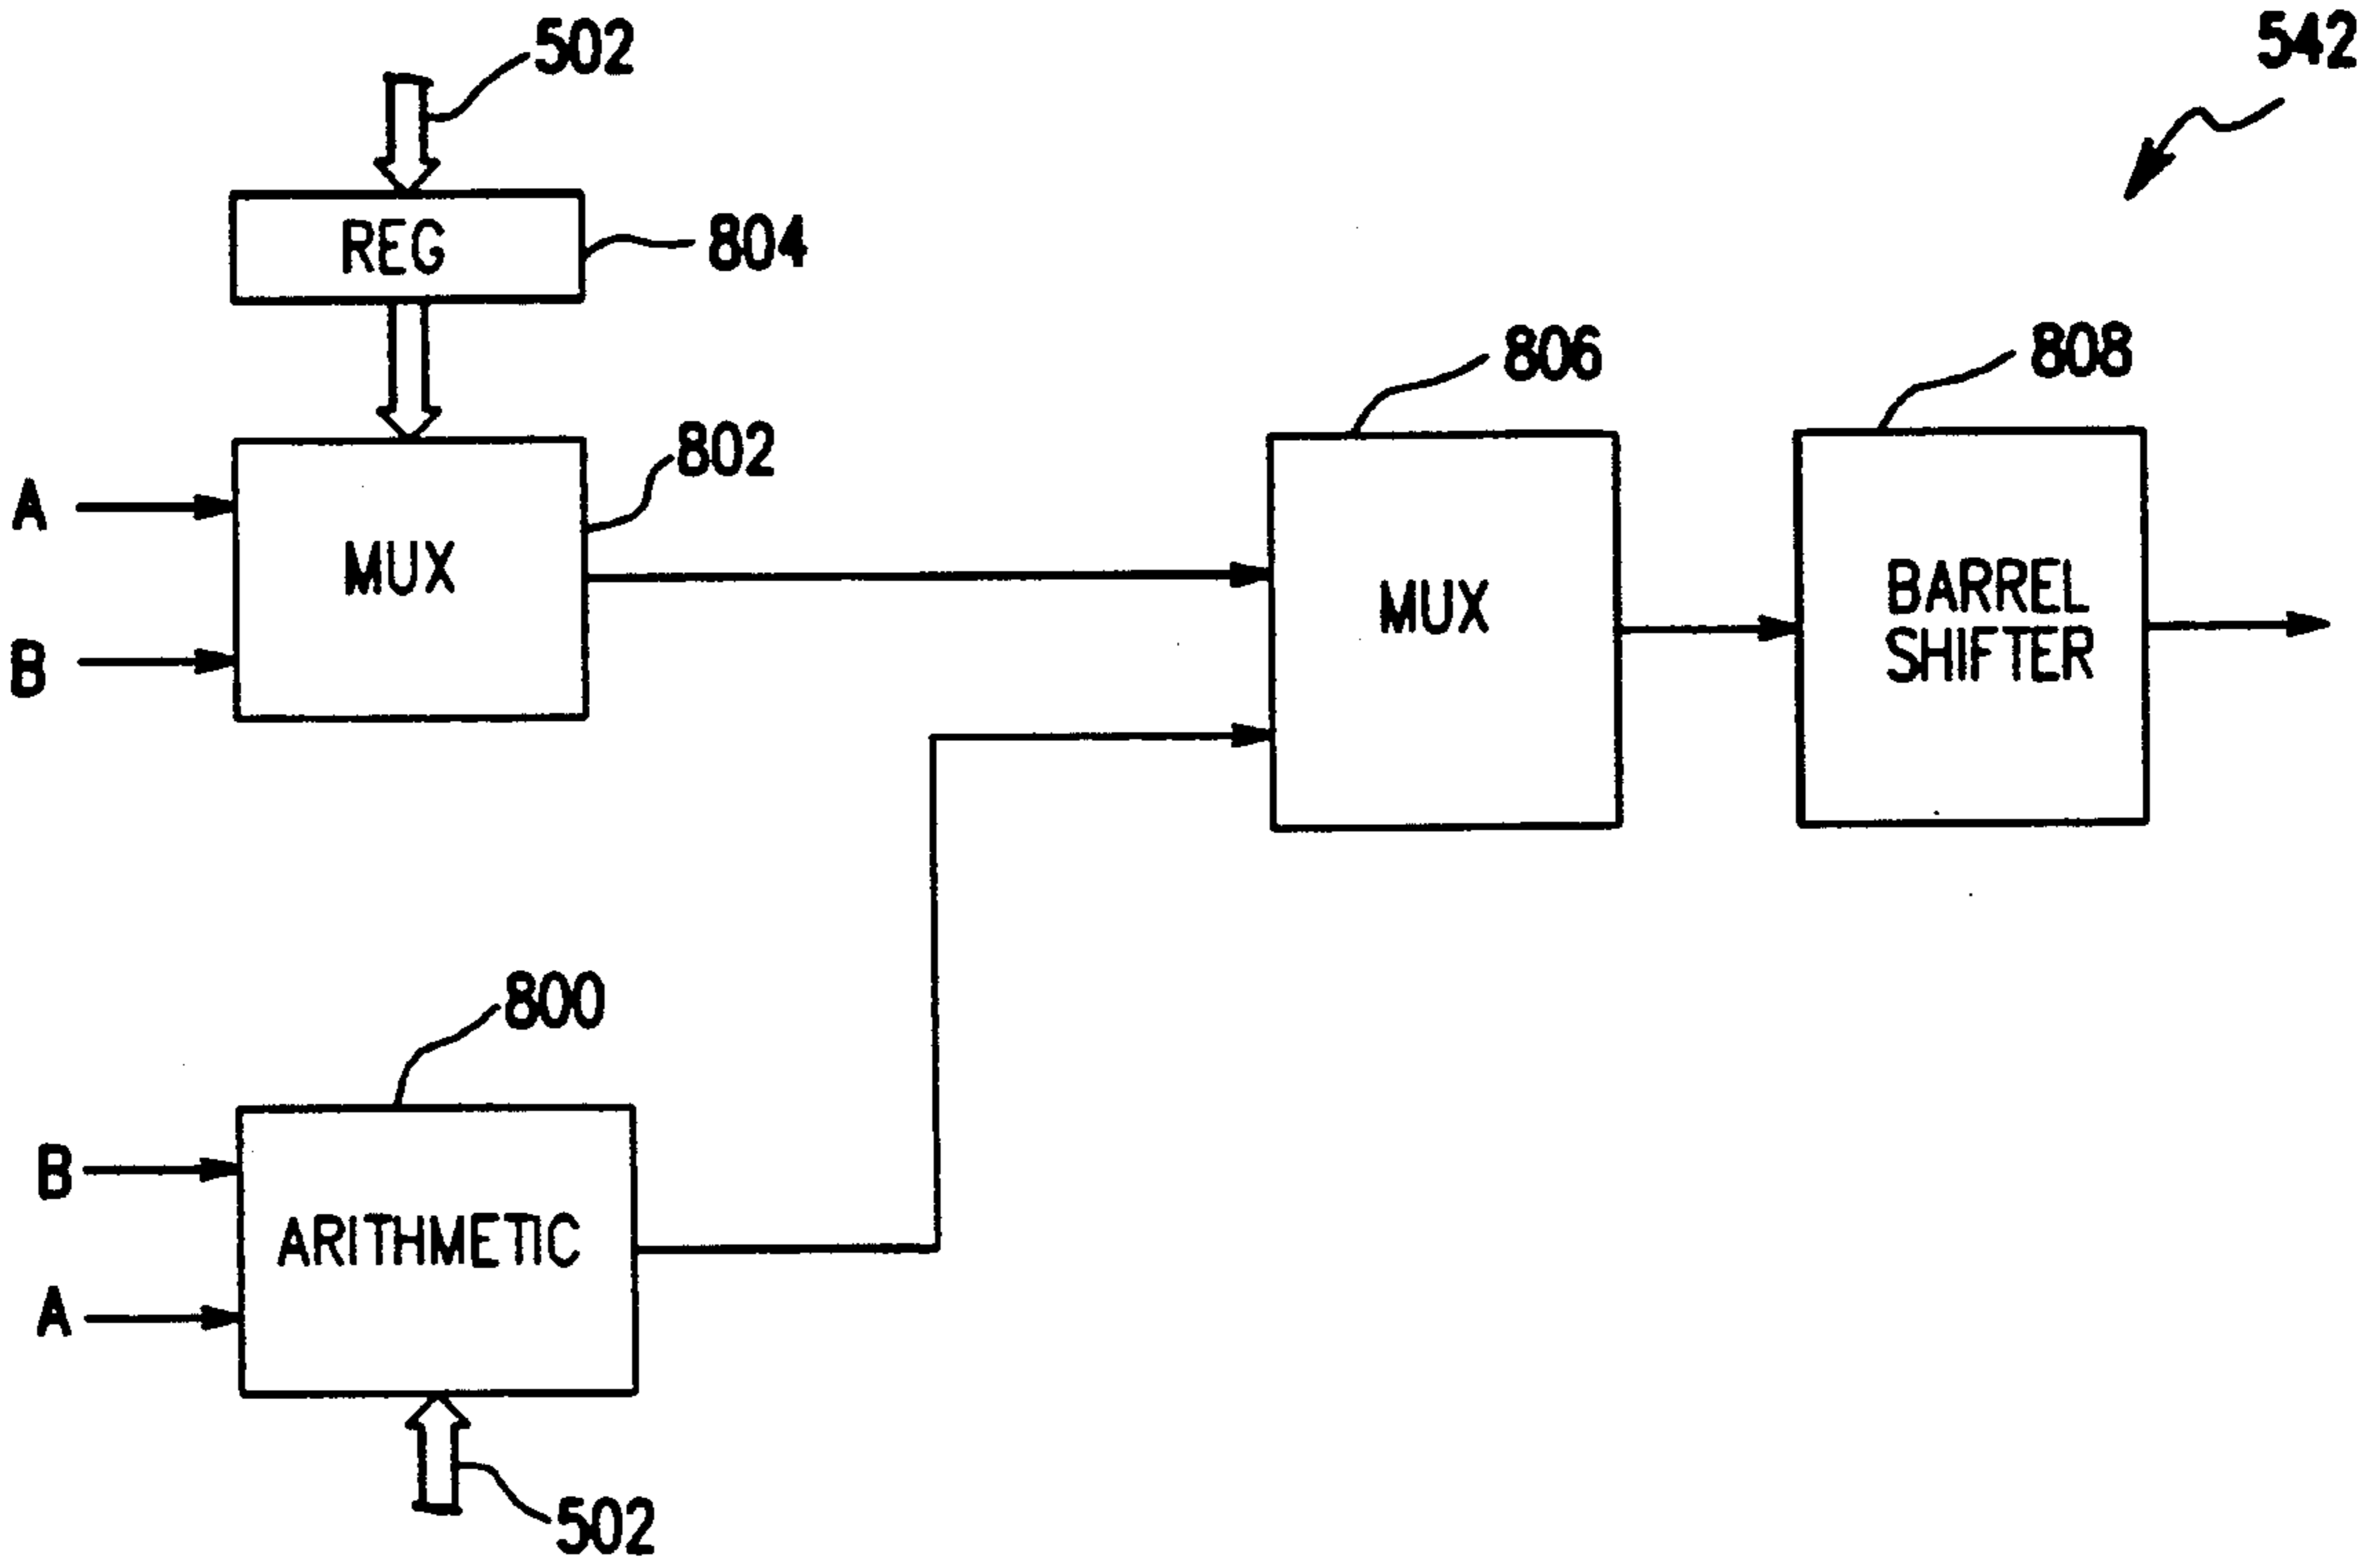 502
542
REG
804
806
808
802
A
MUX
MUX
BARREL
SHIFTER
B
800
B
ARITHMETIC
A
502